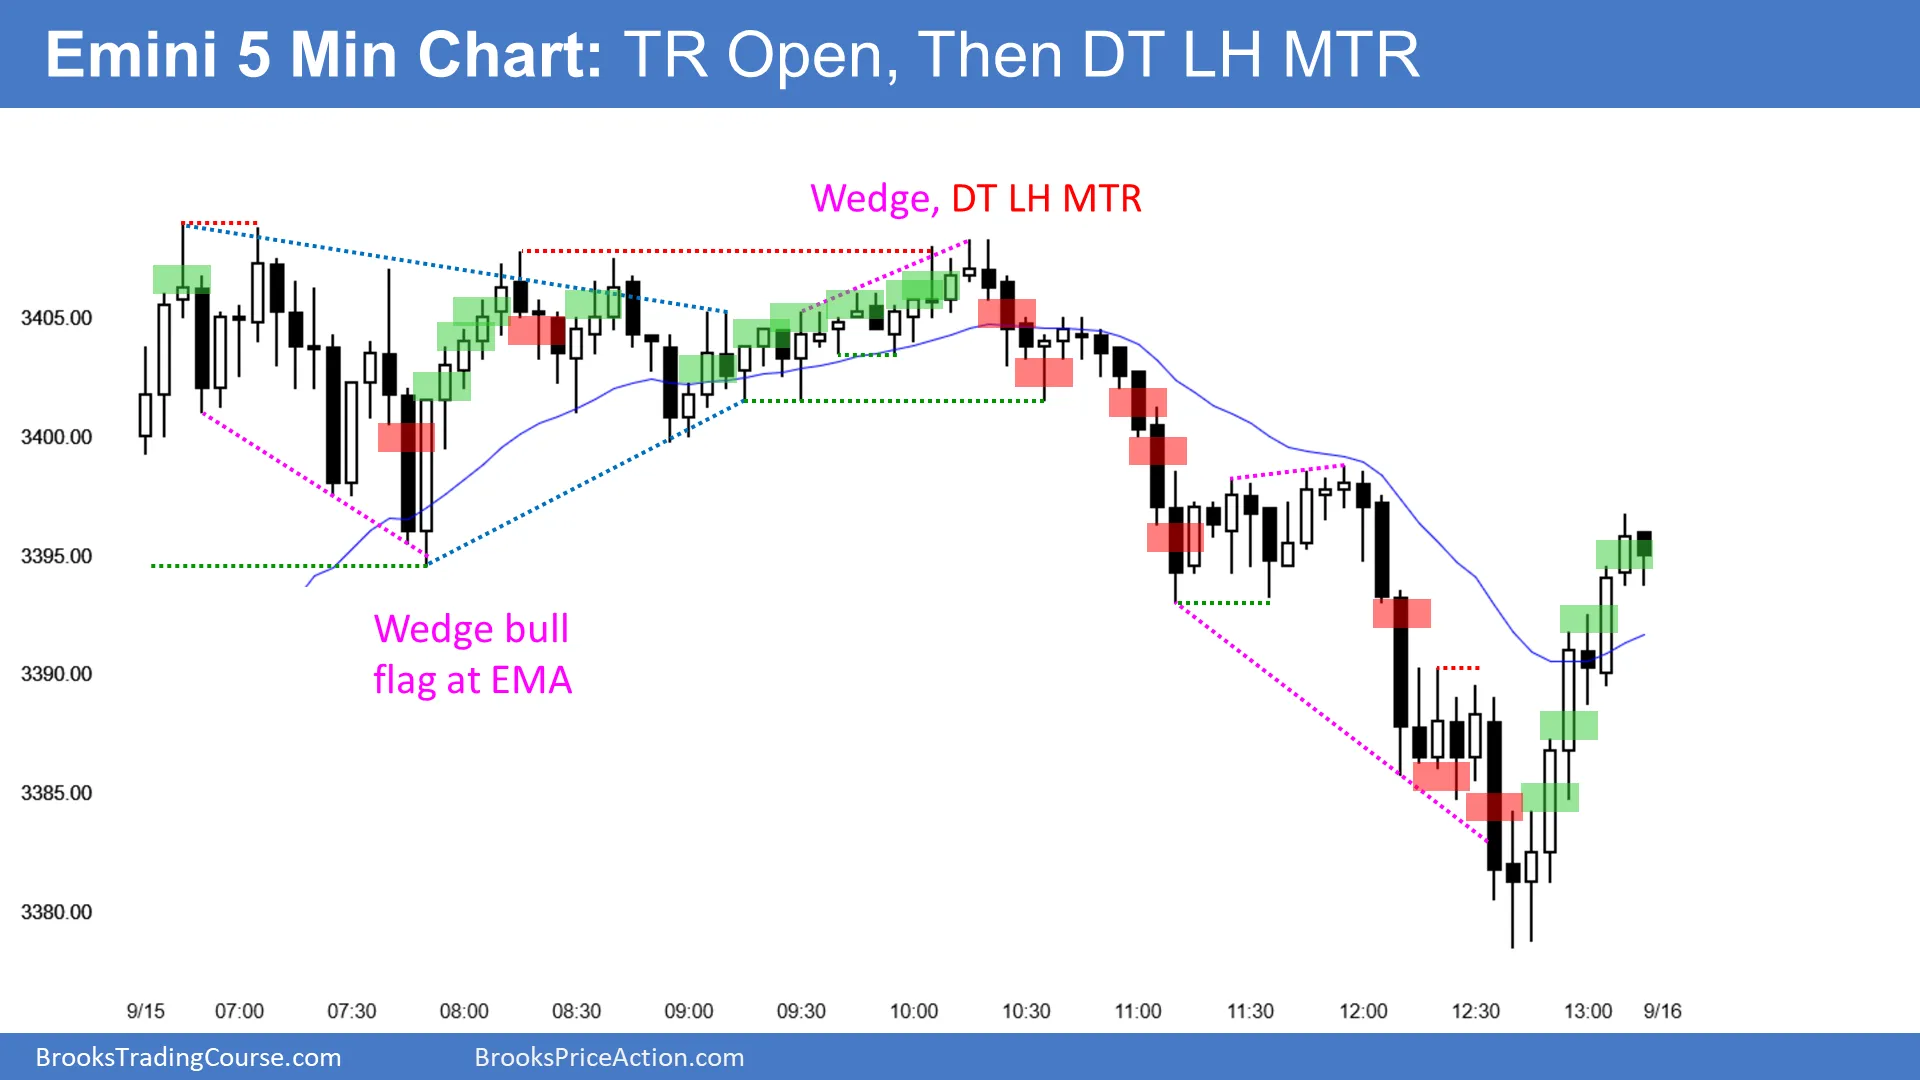 Emini 5 Min Chart: TR Open, Then DT LH MTR
Wedge, DT LH MTR
3405.00
3400.00
3395.00
Wedge bull
flag at EMA
3390.00
3385.00
3380.00
9/15 07:00 07:30 08:00 08:30 09:00 09:30 10:00 10:30 11:00 11:30 12:00 12:30 13:00 9/16
BrooksTradingCourse.com BrooksPriceAction.com